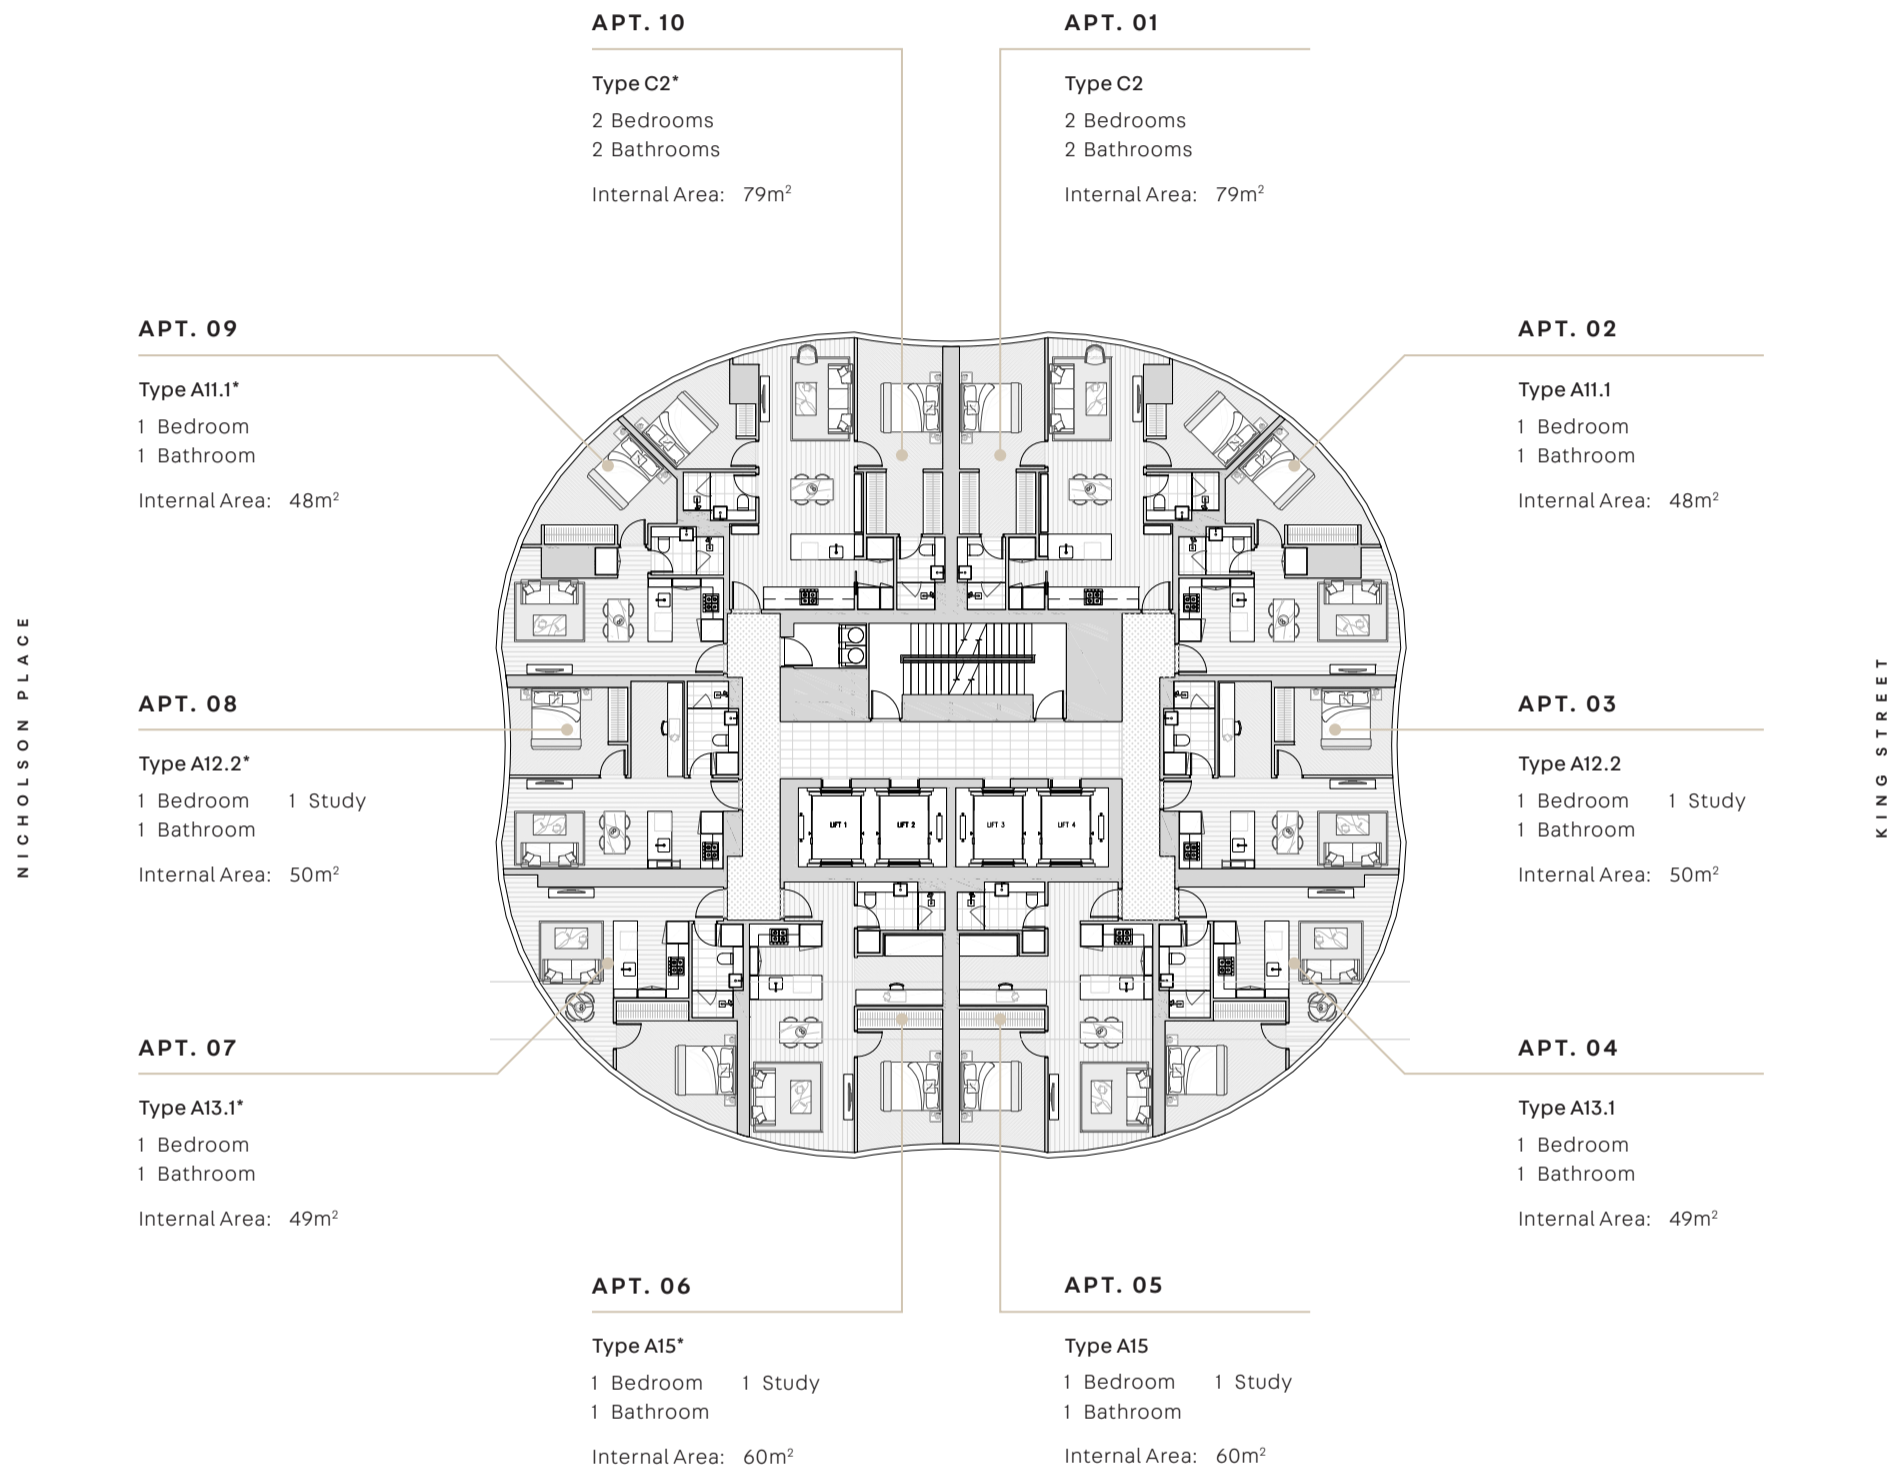 APT. 10
Type C2*
2 Bedrooms
2 Bathrooms
Internal Area: 79m²
APT. 01
Type C2
2 Bedrooms
2 Bathrooms
Internal Area: 79m²
APT. 09
Type A11.1*
1 Bedroom
1 Bathroom
Internal Area: 48m²
APT. 02
Type A11.1
1 Bedroom
1 Bathroom
Internal Area: 48m²
NICHOLSON PLACE
KING STREET
APT. 08
Type A12.2*
1 Bedroom 1 Study
1 Bathroom
Internal Area: 50m²
LIFT 1
LIFT 2
LIFT 3
LIFT 4
APT. 03
Type A12.2
1 Bedroom 1 Study
1 Bathroom
Internal Area: 50m²
APT. 07
Type A13.1*
1 Bedroom
1 Bathroom
Internal Area: 49m²
APT. 04
Type A13.1
1 Bedroom
1 Bathroom
Internal Area: 49m²
APT. 06
Type A15*
1 Bedroom 1 Study
1 Bathroom
Internal Area: 60m²
APT. 05
Type A15
1 Bedroom 1 Study
1 Bathroom
Internal Area: 60m²